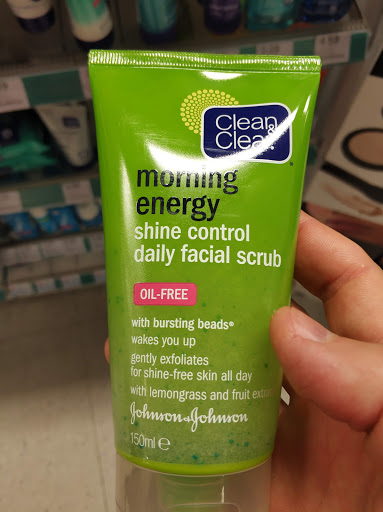 Clean &
Clear
morning
energy
shine control
daily facial scrub
OIL-FREE
with bursting beads®
wakes you up
gently exfoliates
for shine-free skin all day
with lemongrass and fruit extra
Johnson & Johnson
150ml e